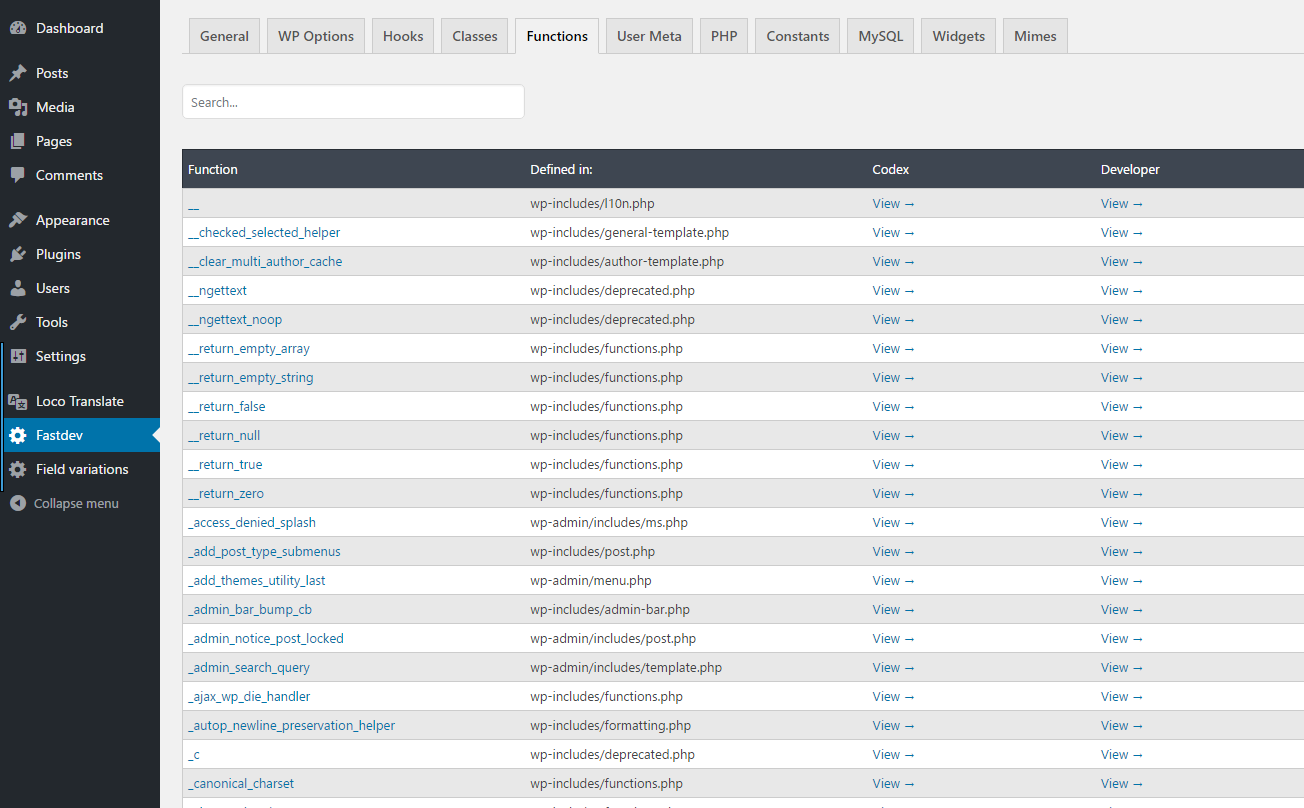 Dashboard
Posts
Media
Pages
Comments
Appearance
Plugins
Users
Tools
Settings
Loco Translate
Fastdev
Field variations
Collapse menu
General WP Options Hooks Classes Functions User Meta PHP Constants MySQL Widgets Mimes
Search...
Function Defined in: Codex Developer
__ wp-includes/l10n.php View → View →
__checked_selected_helper wp-includes/general-template.php View → View →
__clear_multi_author_cache wp-includes/author-template.php View → View →
__ngettext wp-includes/deprecated.php View → View →
__ngettext_noop wp-includes/deprecated.php View → View →
__return_empty_array wp-includes/functions.php View → View →
__return_empty_string wp-includes/functions.php View → View →
__return_false wp-includes/functions.php View → View →
__return_null wp-includes/functions.php View → View →
__return_true wp-includes/functions.php View → View →
__return_zero wp-includes/functions.php View → View →
_access_denied_splash wp-admin/includes/ms.php View → View →
_add_post_type_submenus wp-includes/post.php View → View →
_add_themes_utility_last wp-admin/menu.php View → View →
_admin_bar_bump_cb wp-includes/admin-bar.php View → View →
_admin_notice_post_locked wp-admin/includes/post.php View → View →
_admin_search_query wp-admin/includes/template.php View → View →
_ajax_wp_die_handler wp-includes/functions.php View → View →
_autop_newline_preservation_helper wp-includes/formatting.php View → View →
_c wp-includes/deprecated.php View → View →
_canonical_charset wp-includes/functions.php View → View →